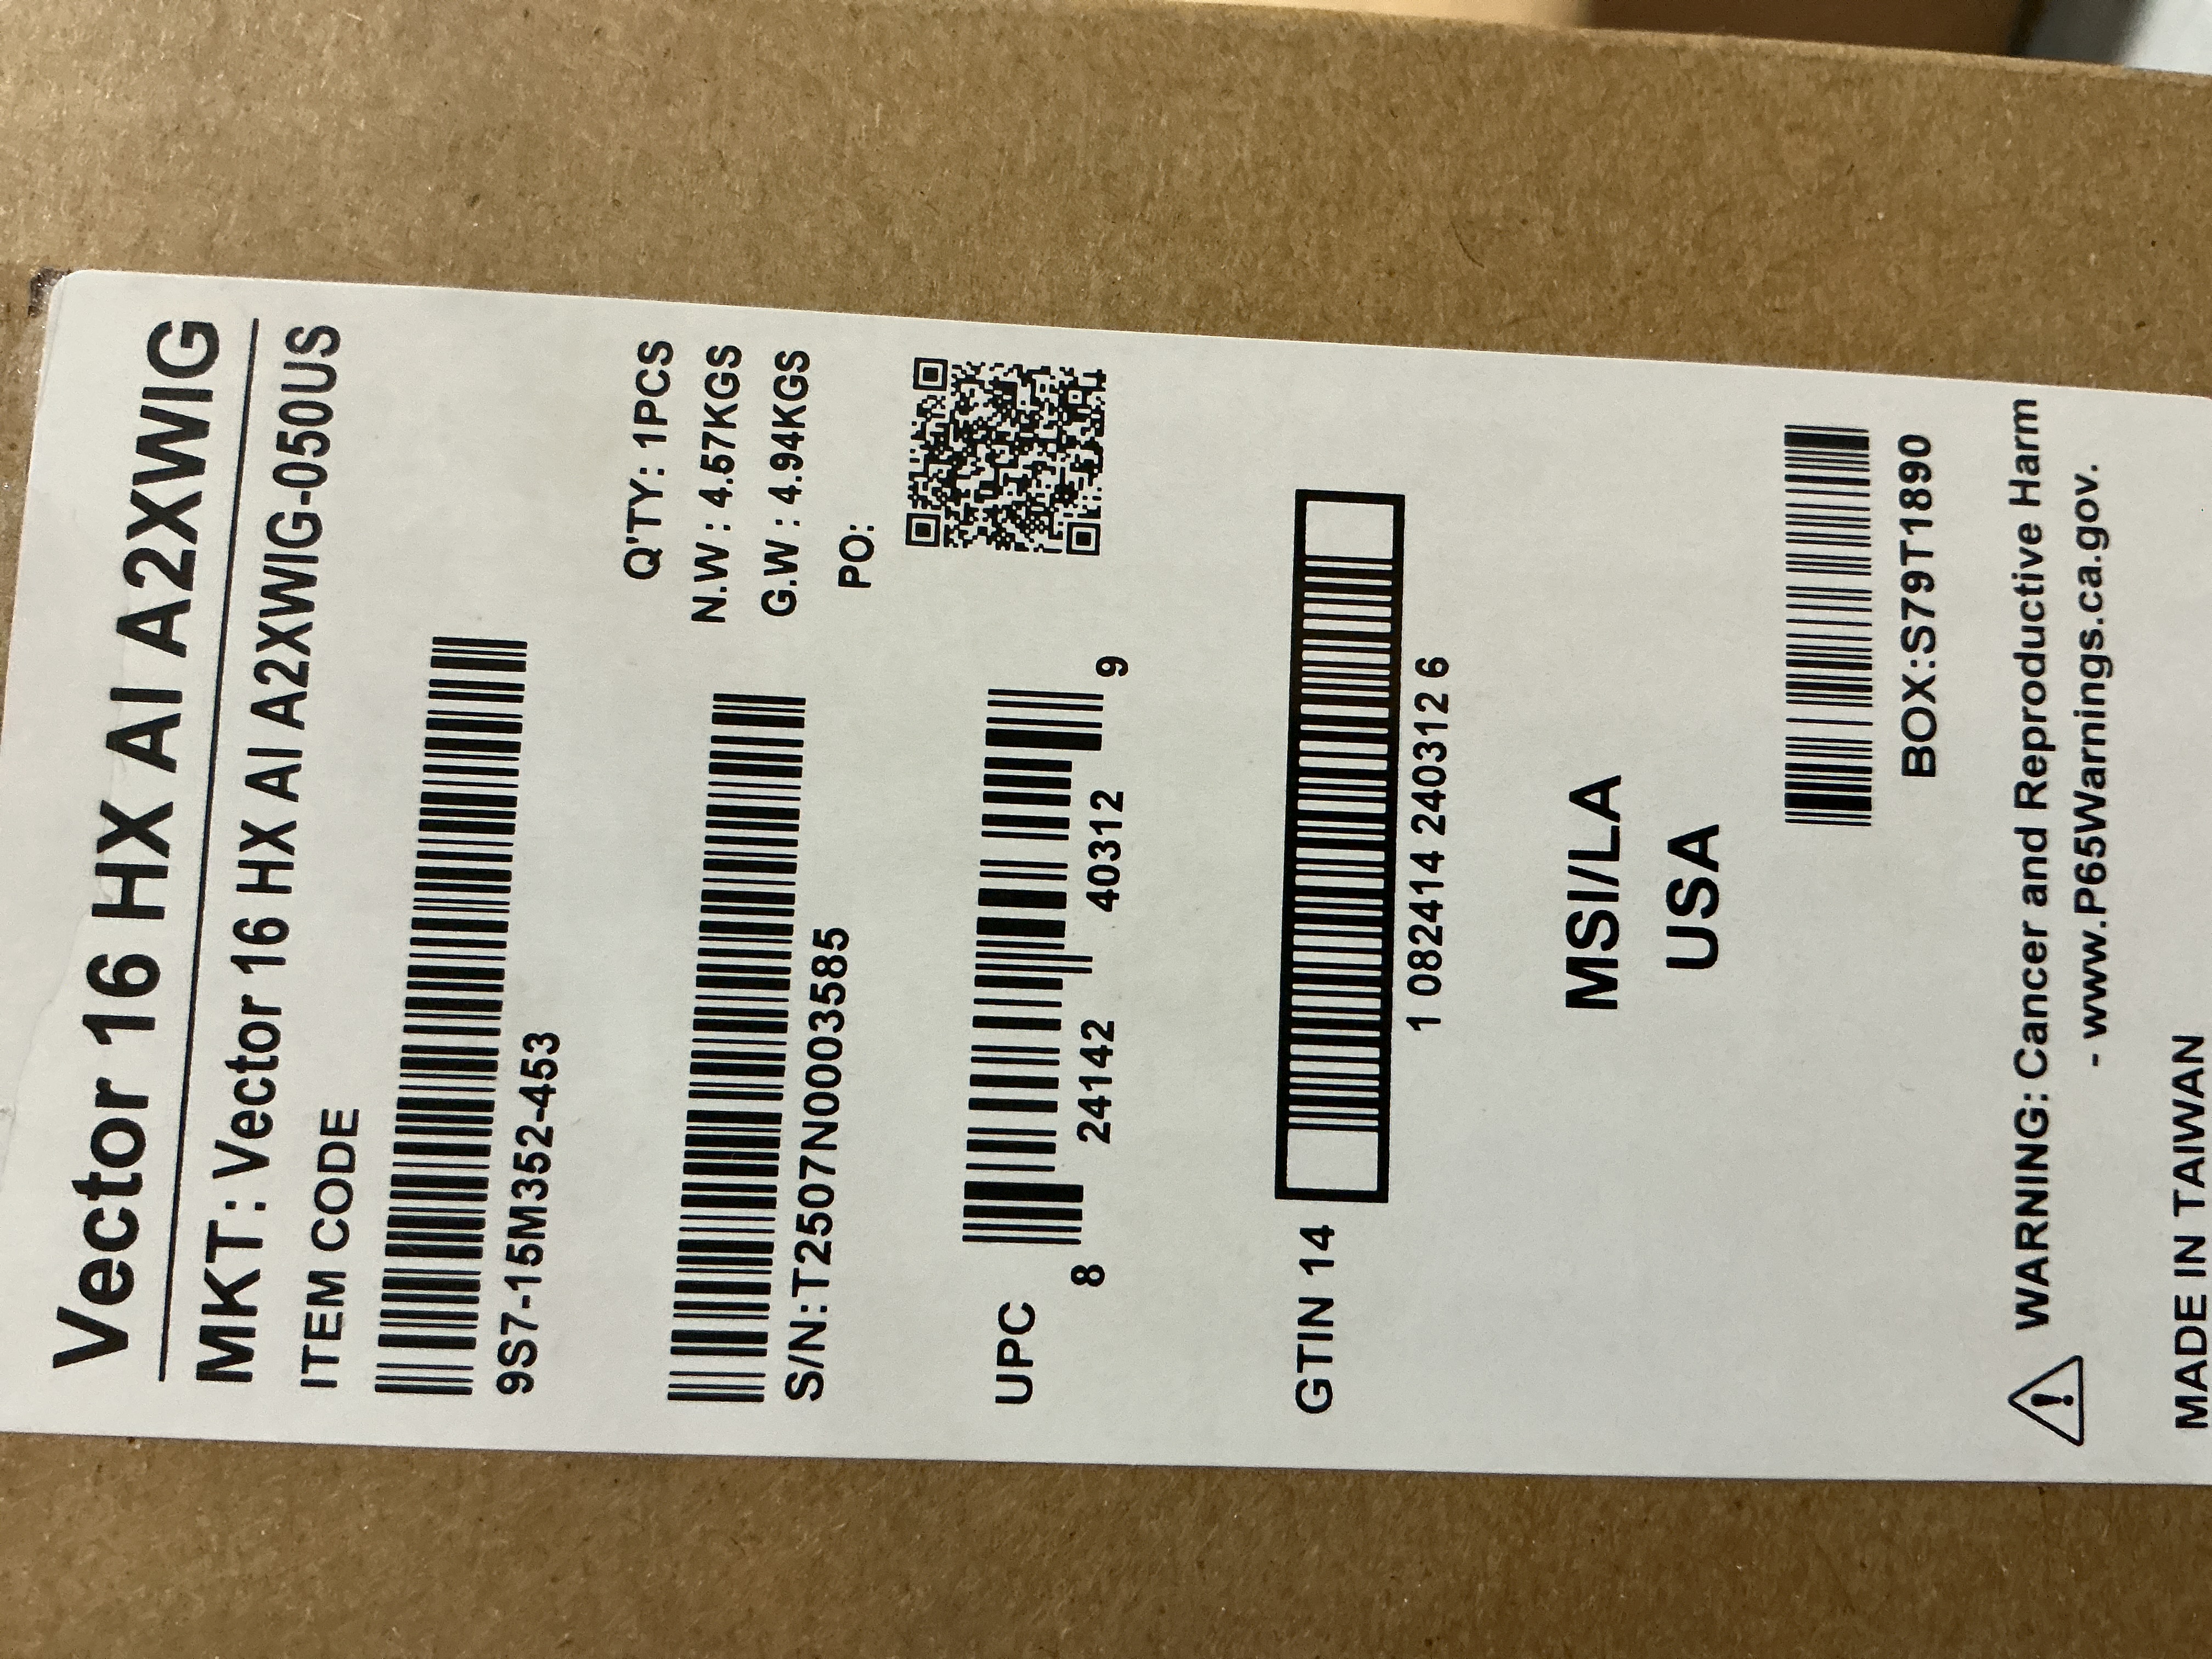 Vector 16 HX AI A2XWIG
MKT: Vector 16 HX AI A2XWIG-050US
ITEM CODE
9S7-15M352-453
Q'TY: 1PCS
N.W : 4.57KGS
G.W : 4.94KGS
S/N:T2507N0003585
PO:
UPC
8 24142 40312 9
GTIN 14
1 082414 240312 6
MSI/LA
USA
BOX:S79T1890
WARNING: Cancer and Reproductive Harm
- www.P65Warnings.ca.gov.
MADE IN TAIWAN